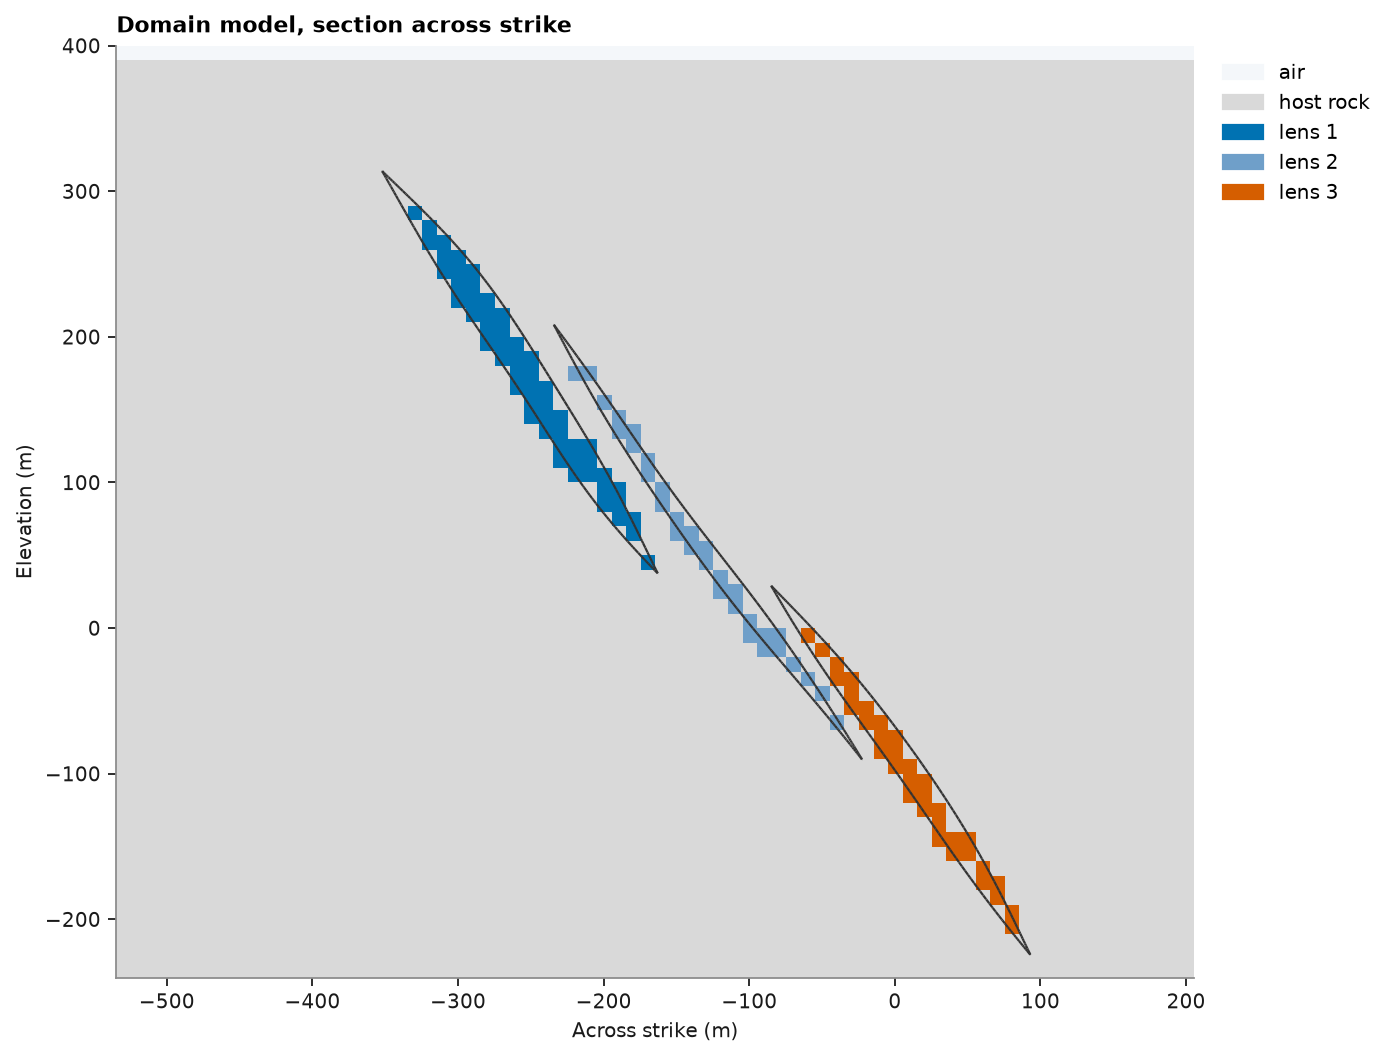 Domain model, section across strike
400
300
200
100
0
−100
−200
Elevation (m)
−500
−400
−300
−200
−100
0
100
200
Across strike (m)
air
host rock
lens 1
lens 2
lens 3